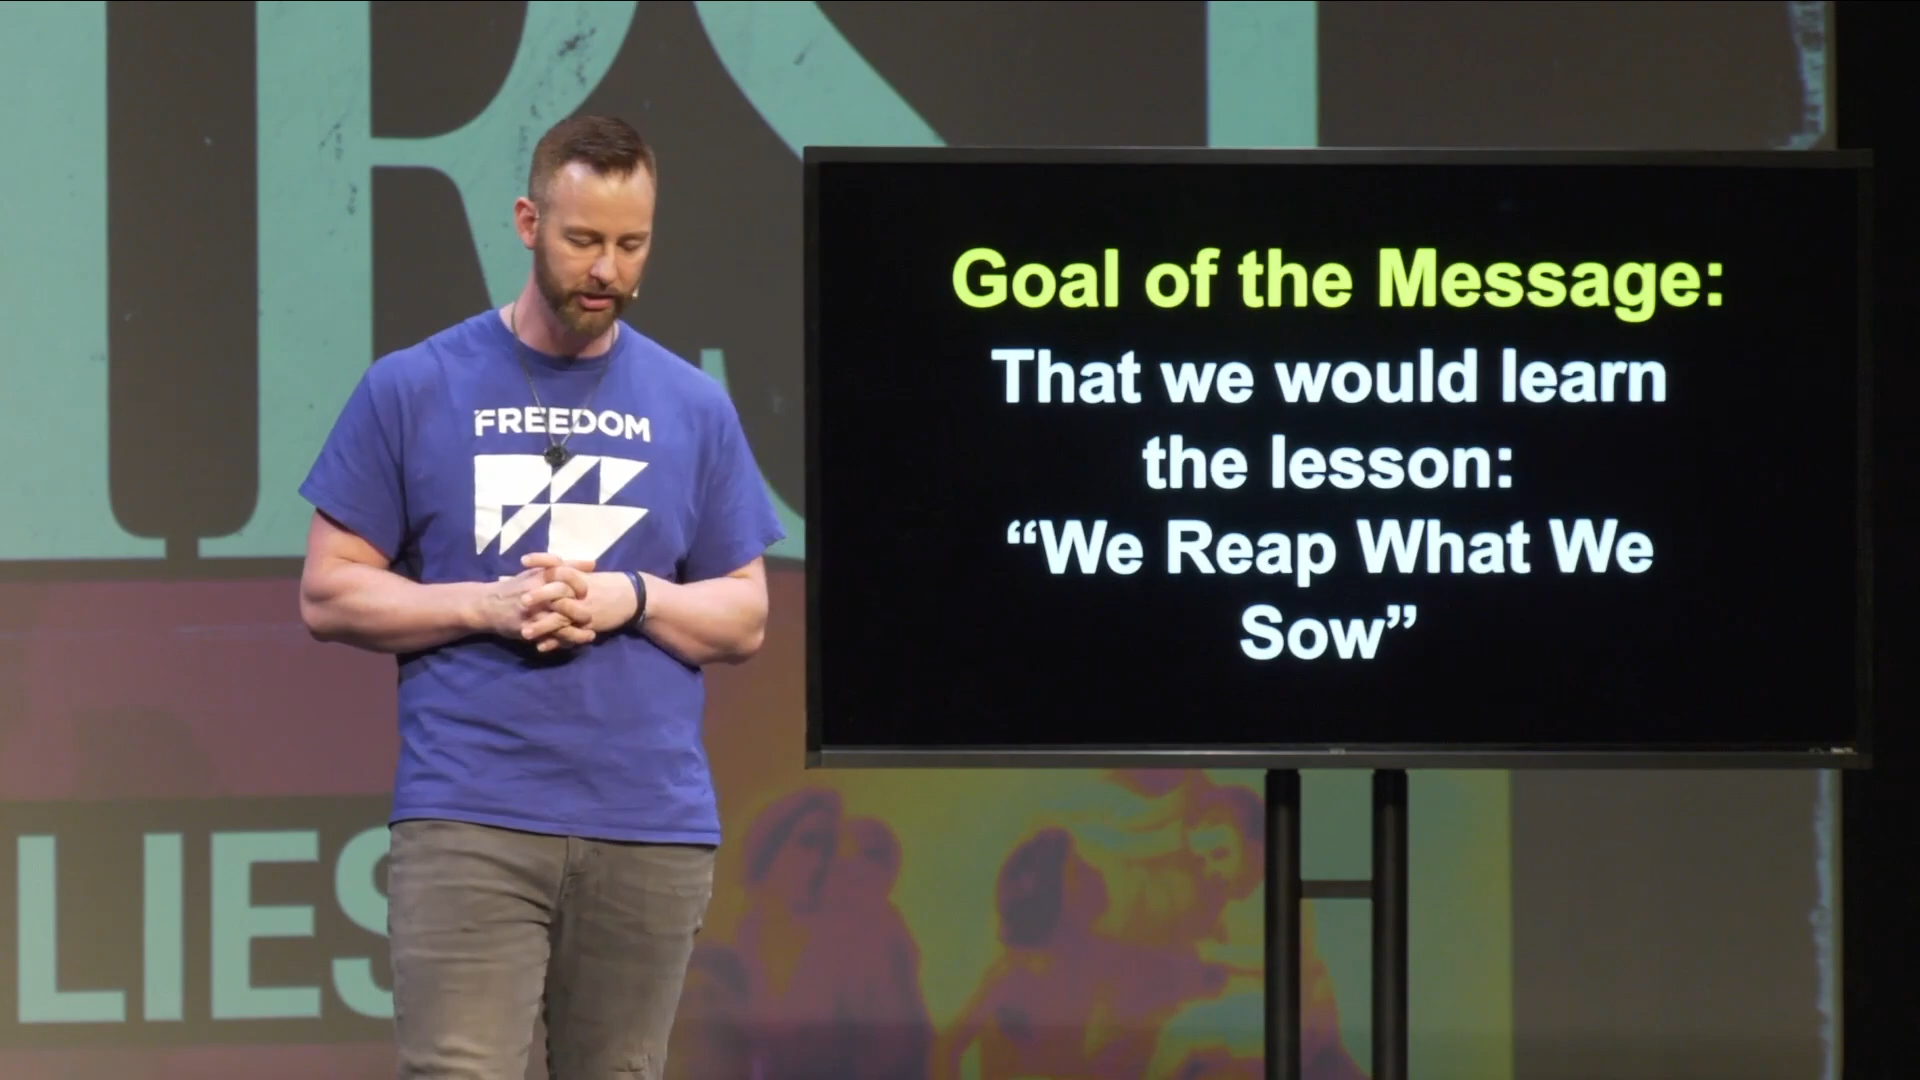 FREEDOM
Goal of the Message:
That we would learn
the lesson:
“We Reap What We
Sow”
LIES